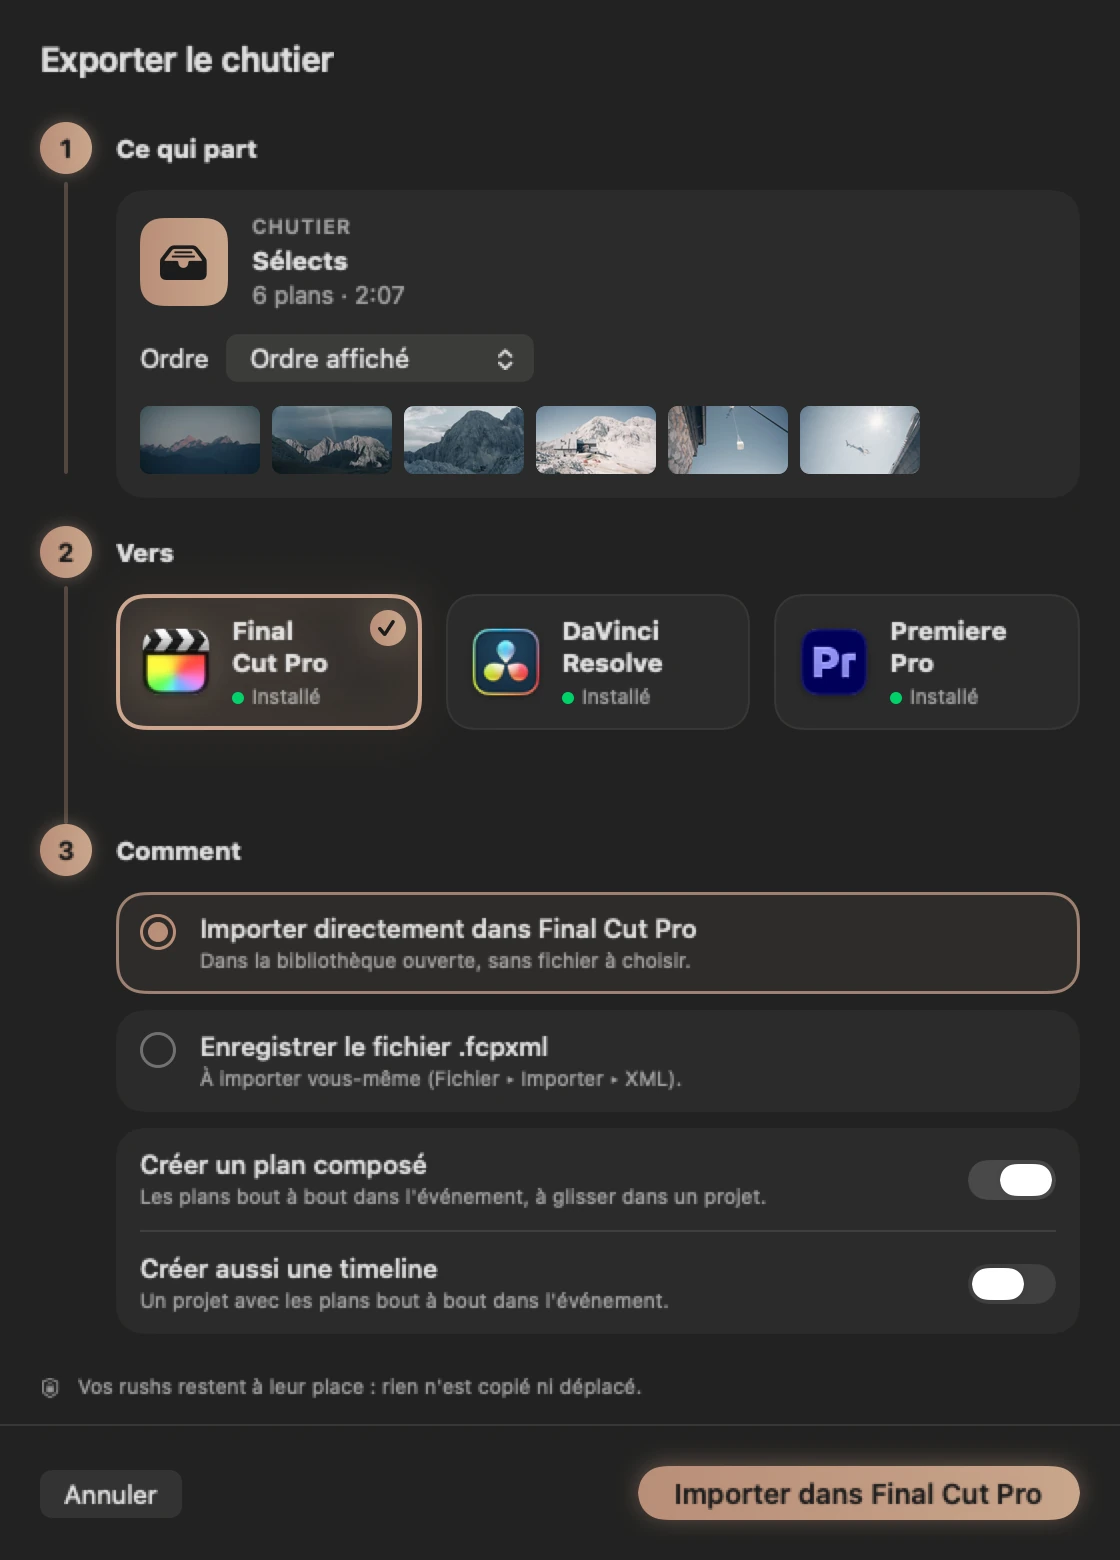 Exporter le chutier
1
Ce qui part
CHUTIER
Sélects
6 plans · 2:07
Ordre
Ordre affiché
2
Vers
Final
Cut Pro
Installé
DaVinci
Resolve
Installé
Pr
Premiere
Pro
Installé
3
Comment
Importer directement dans Final Cut Pro
Dans la bibliothèque ouverte, sans fichier à choisir.
Enregistrer le fichier .fcpxml
À importer vous-même (Fichier ▸ Importer ▸ XML).
Créer un plan composé
Les plans bout à bout dans l'événement, à glisser dans un projet.
Créer aussi une timeline
Un projet avec les plans bout à bout dans l'événement.
Vos rushs restent à leur place : rien n'est copié ni déplacé.
Annuler
Importer dans Final Cut Pro